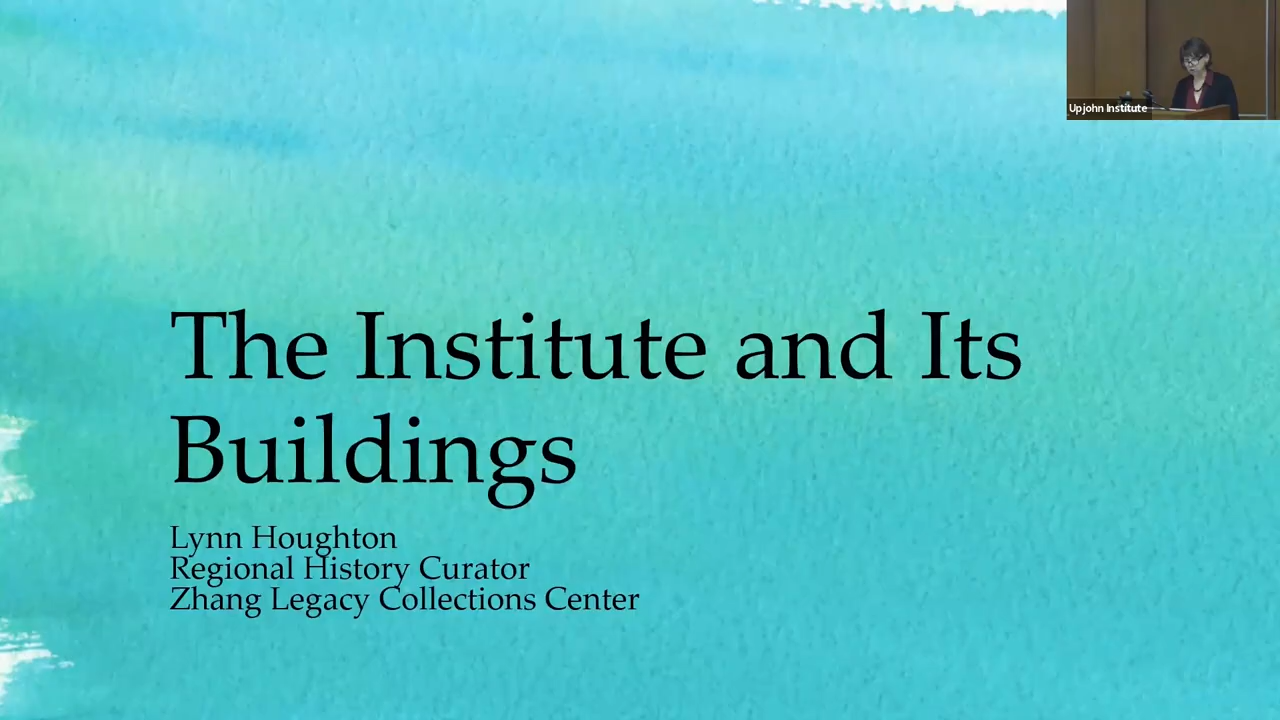 Upjohn Institute
The Institute and Its
Buildings
Lynn Houghton
Regional History Curator
Zhang Legacy Collections Center